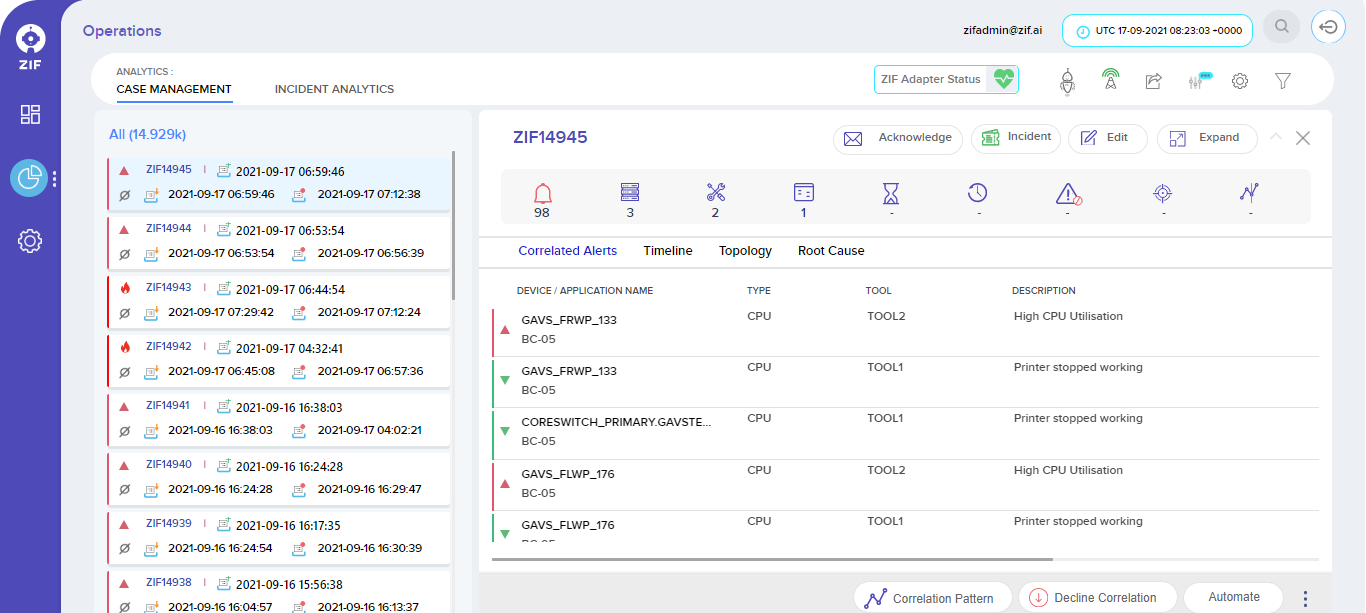 Operations
zifadmin@zif.ai
UTC 17-09-2021 08:23:03 +0000
ZIF
ANALYTICS :
CASE MANAGEMENT
INCIDENT ANALYTICS
ZIF Adapter Status
All (14.929k)
ZIF14945 | 2021-09-17 06:59:46
2021-09-17 06:59:46 2021-09-17 07:12:38
ZIF14944 | 2021-09-17 06:53:54
2021-09-17 06:53:54 2021-09-17 06:56:39
ZIF14943 | 2021-09-17 06:44:54
2021-09-17 07:29:42 2021-09-17 07:12:24
ZIF14942 | 2021-09-17 04:32:41
2021-09-17 06:45:08 2021-09-17 06:57:36
ZIF14941 | 2021-09-16 16:38:03
2021-09-16 16:38:03 2021-09-17 04:02:21
ZIF14940 | 2021-09-16 16:24:28
2021-09-16 16:24:28 2021-09-16 16:29:47
ZIF14939 | 2021-09-16 16:17:35
2021-09-16 16:24:54 2021-09-16 16:30:39
ZIF14938 | 2021-09-16 15:56:38
2021-09-16 16:04:57 2021-09-16 16:13:37
ZIF14945
Acknowledge
Incident
Edit
Expand
98 3 2 1 - - - - -
Correlated Alerts Timeline Topology Root Cause
DEVICE / APPLICATION NAME TYPE TOOL DESCRIPTION
GAVS_FRWP_133 CPU TOOL2 High CPU Utilisation
BC-05
GAVS_FRWP_133 CPU TOOL1 Printer stopped working
BC-05
CORESWITCH_PRIMARY.GAVSTE... CPU TOOL1 Printer stopped working
BC-05
GAVS_FLWP_176 CPU TOOL2 High CPU Utilisation
BC-05
GAVS_FLWP_176 CPU TOOL1 Printer stopped working
BC-05
Correlation Pattern
Decline Correlation
Automate